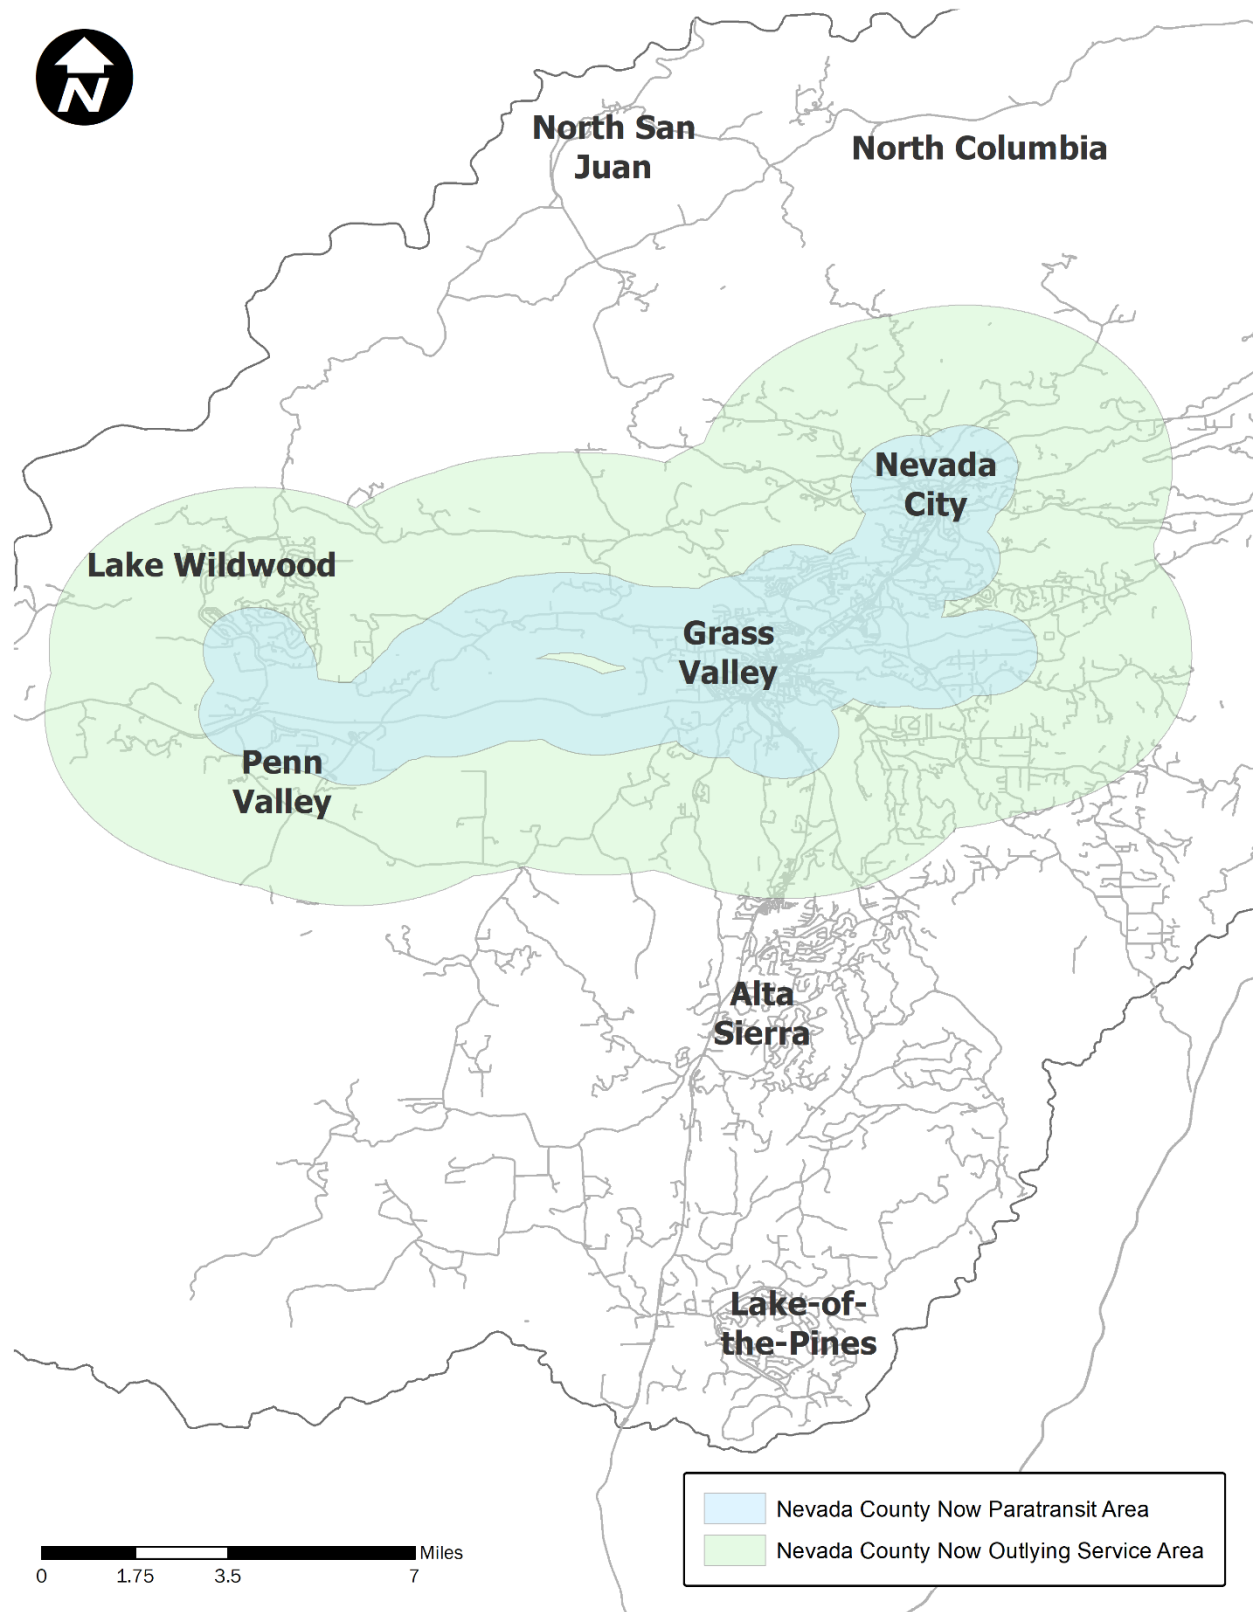 N
North San
Juan
North Columbia
Nevada
City
Lake Wildwood
Grass
Valley
Penn
Valley
Alta
Sierra
Lake-of-
the-Pines
Nevada County Now Paratransit Area
Nevada County Now Outlying Service Area
Miles
0 1.75 3.5 7